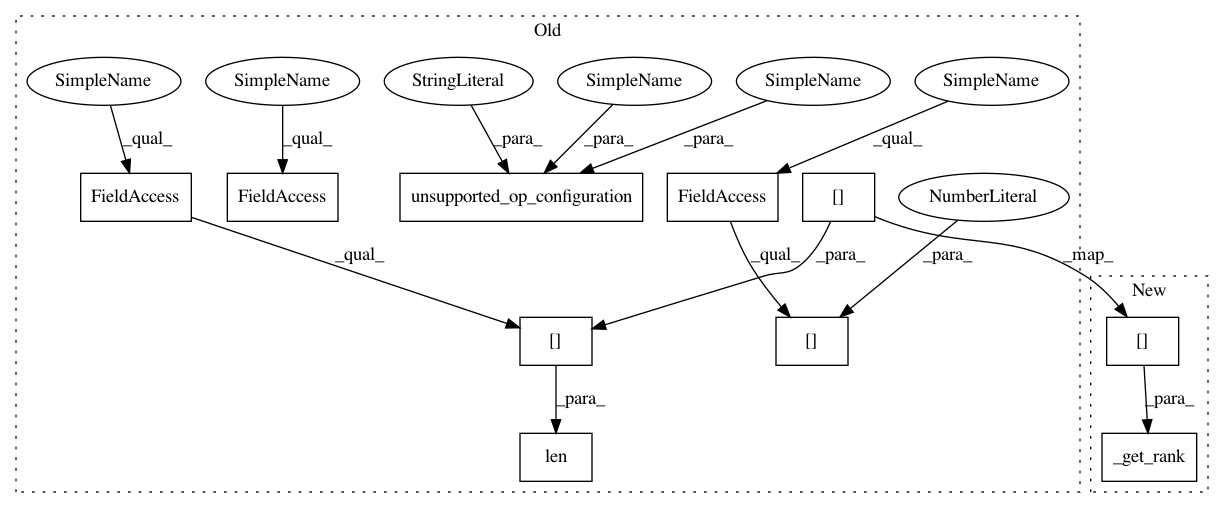 Old
SimpleName
SimpleName
StringLiteral
SimpleName
SimpleName
SimpleName
_qual_
_qual_
_para_
_para_
_para_
_qual_
FieldAccess
FieldAccess
unsupported_op_configuration
FieldAccess
[]
NumberLiteral
_qual_
_qual_
_para_
_para_
_map_
New
[]
[]
[]
_para_
_para_
len
_get_rank